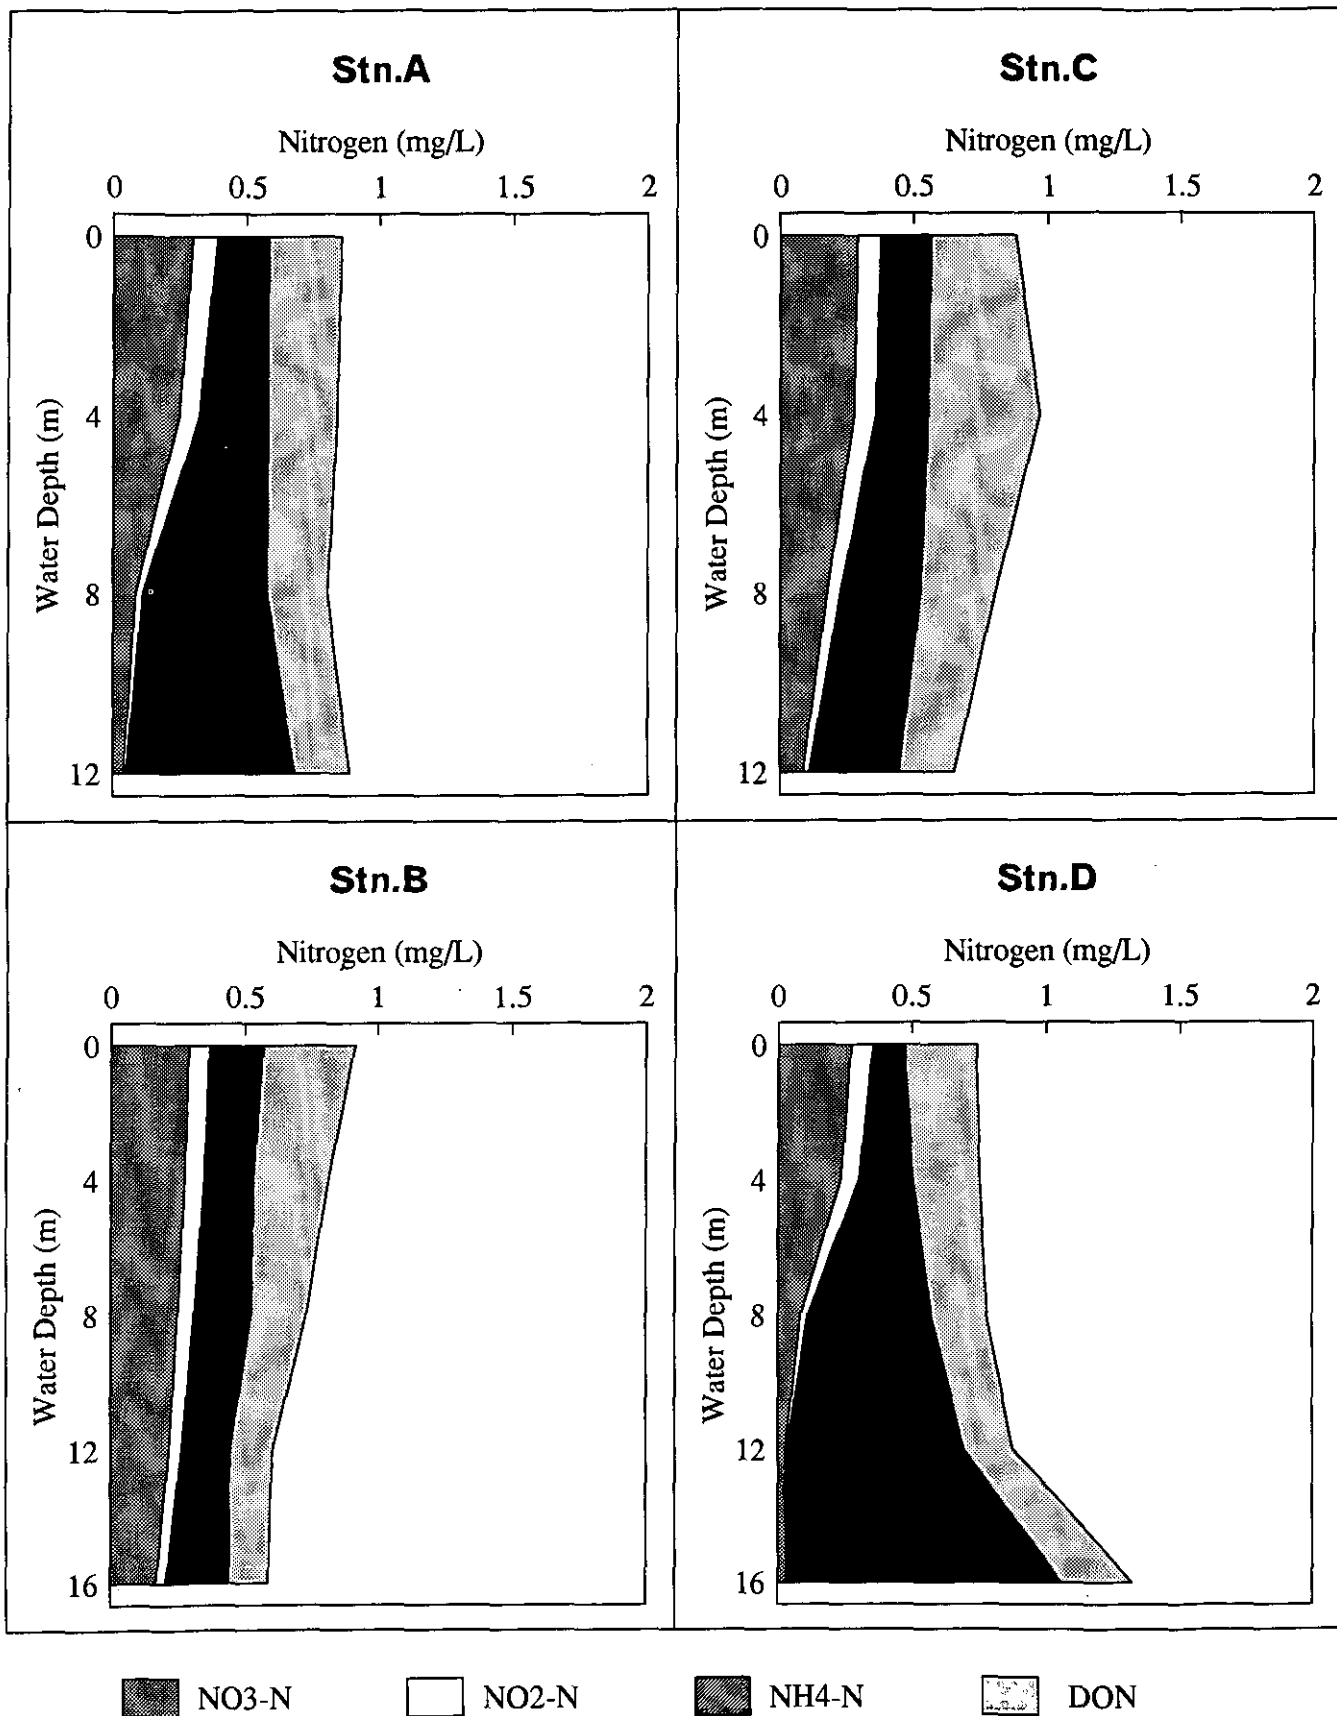 Stn.A
Nitrogen (mg/L)
0 0.5 1 1.5 2
Water Depth (m)
0
4
8
12
Stn.C
Nitrogen (mg/L)
0 0.5 1 1.5 2
Water Depth (m)
0
4
8
12
Stn.B
Nitrogen (mg/L)
0 0.5 1 1.5 2
Water Depth (m)
0
4
8
12
16
Stn.D
Nitrogen (mg/L)
0 0.5 1 1.5 2
Water Depth (m)
0
4
8
12
16
NO3-N NO2-N NH4-N DON